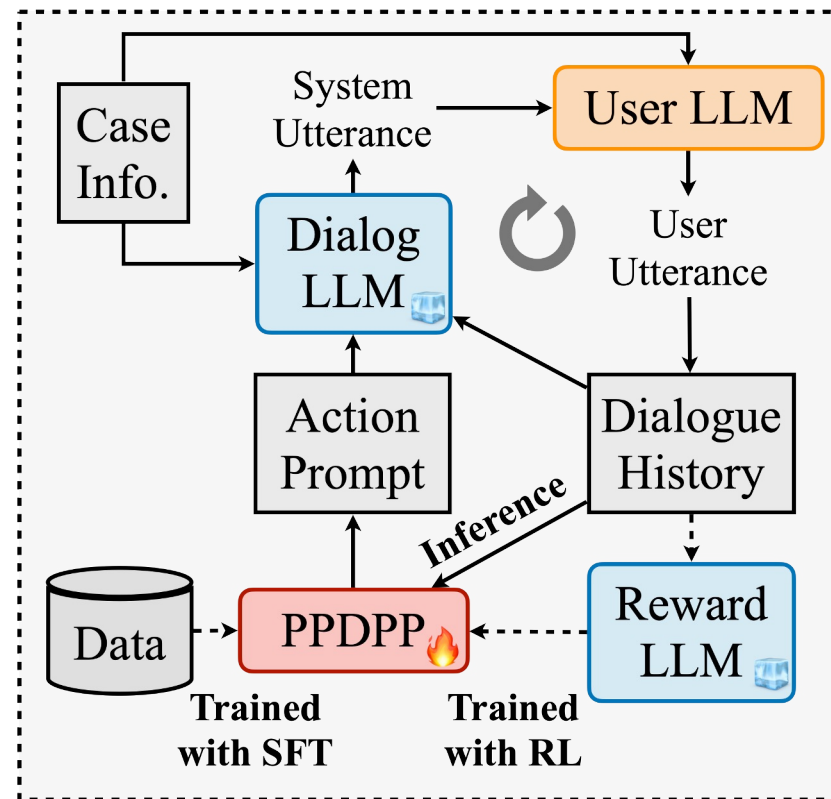 Case
Info.
System
Utterance
User LLM
Dialog
LLM
User
Utterance
Action
Prompt
Dialogue
History
Inference
Data
PPDPP
Reward
LLM
Trained
with SFT
Trained
with RL